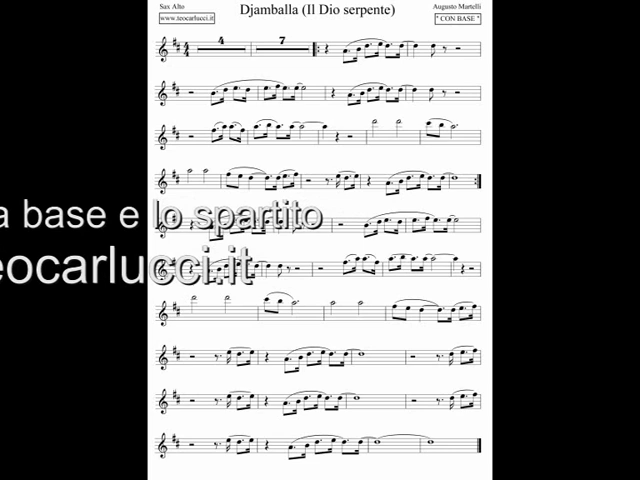 Sax Alto
Djamballa (Il Dio serpente)
Augusto Martelli
www.teocarlucci.it
" CON BASE "
4
7
a base e lo spartito
eocarlucci.it